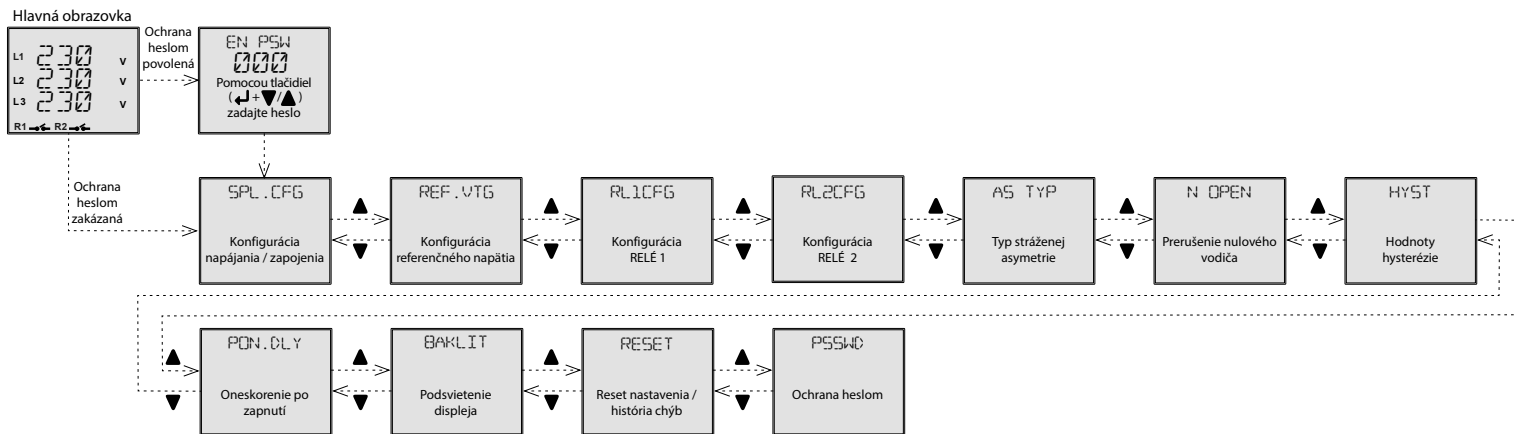 Hlavná obrazovka
L1 230 V
L2 230 V
L3 230 V
R1 R2
Ochrana
heslom
povolená
EN PSW
000
Pomocou tlačidiel
(↵+▼/▲)
zadajte heslo
Ochrana
heslom
zakázaná
SPL.CFG
Konfigurácia
napájania / zapojenia
REF.VTG
Konfigurácia
referenčného napätia
RL1CFG
Konfigurácia
RELÉ 1
RL2CFG
Konfigurácia
RELÉ 2
AS TYP
Typ stráženej
asymetrie
N OPEN
Prerušenie nulového
vodiča
HYST
Hodnoty
hysterézie
PON.DLY
Oneskorenie po
zapnutí
BAKLIT
Podsvietenie
displeja
RESET
Reset nastavenia /
história chýb
PSSWD
Ochrana heslom